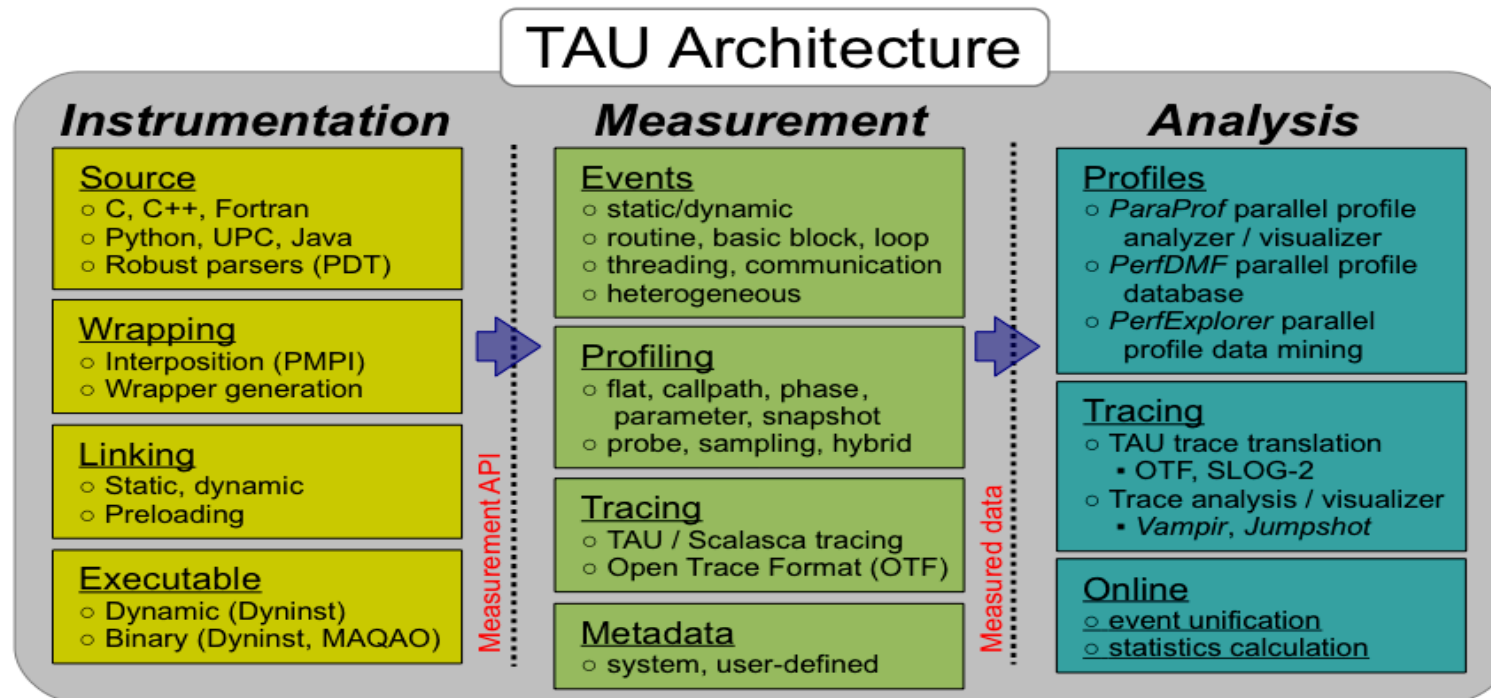 TAU Architecture
Instrumentation
Source
○ C, C++, Fortran
○ Python, UPC, Java
○ Robust parsers (PDT)
Wrapping
○ Interposition (PMPI)
○ Wrapper generation
Linking
○ Static, dynamic
○ Preloading
Executable
○ Dynamic (Dyninst)
○ Binary (Dyninst, MAQAO)
Measurement API
Measurement
Events
○ static/dynamic
○ routine, basic block, loop
○ threading, communication
○ heterogeneous
Profiling
○ flat, callpath, phase,
parameter, snapshot
○ probe, sampling, hybrid
Tracing
○ TAU / Scalasca tracing
○ Open Trace Format (OTF)
Metadata
○ system, user-defined
Measured data
Analysis
Profiles
○ ParaProf parallel profile
analyzer / visualizer
○ PerfDMF parallel profile
database
○ PerfExplorer parallel
profile data mining
Tracing
○ TAU trace translation
▪ OTF, SLOG-2
○ Trace analysis / visualizer
▪ Vampir, Jumpshot
Online
○ event unification
○ statistics calculation